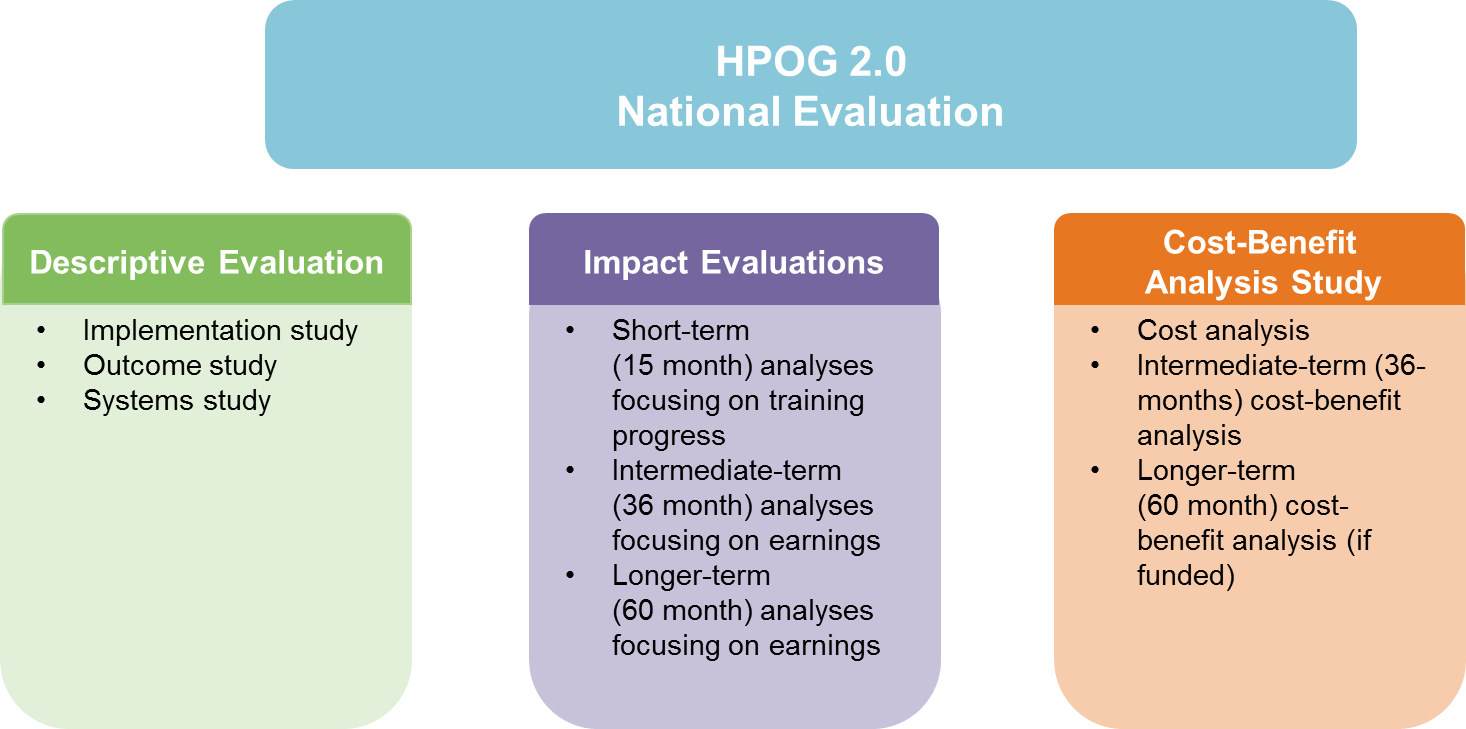 HPOG 2.0
National Evaluation
Descriptive Evaluation
• Implementation study
• Outcome study
• Systems study
Impact Evaluations
• Short-term
(15 month) analyses
focusing on training
progress
• Intermediate-term
(36 month) analyses
focusing on earnings
• Longer-term
(60 month) analyses
focusing on earnings
Cost-Benefit
Analysis Study
• Cost analysis
• Intermediate-term (36-
months) cost-benefit
analysis
• Longer-term
(60 month) cost-
benefit analysis (if
funded)